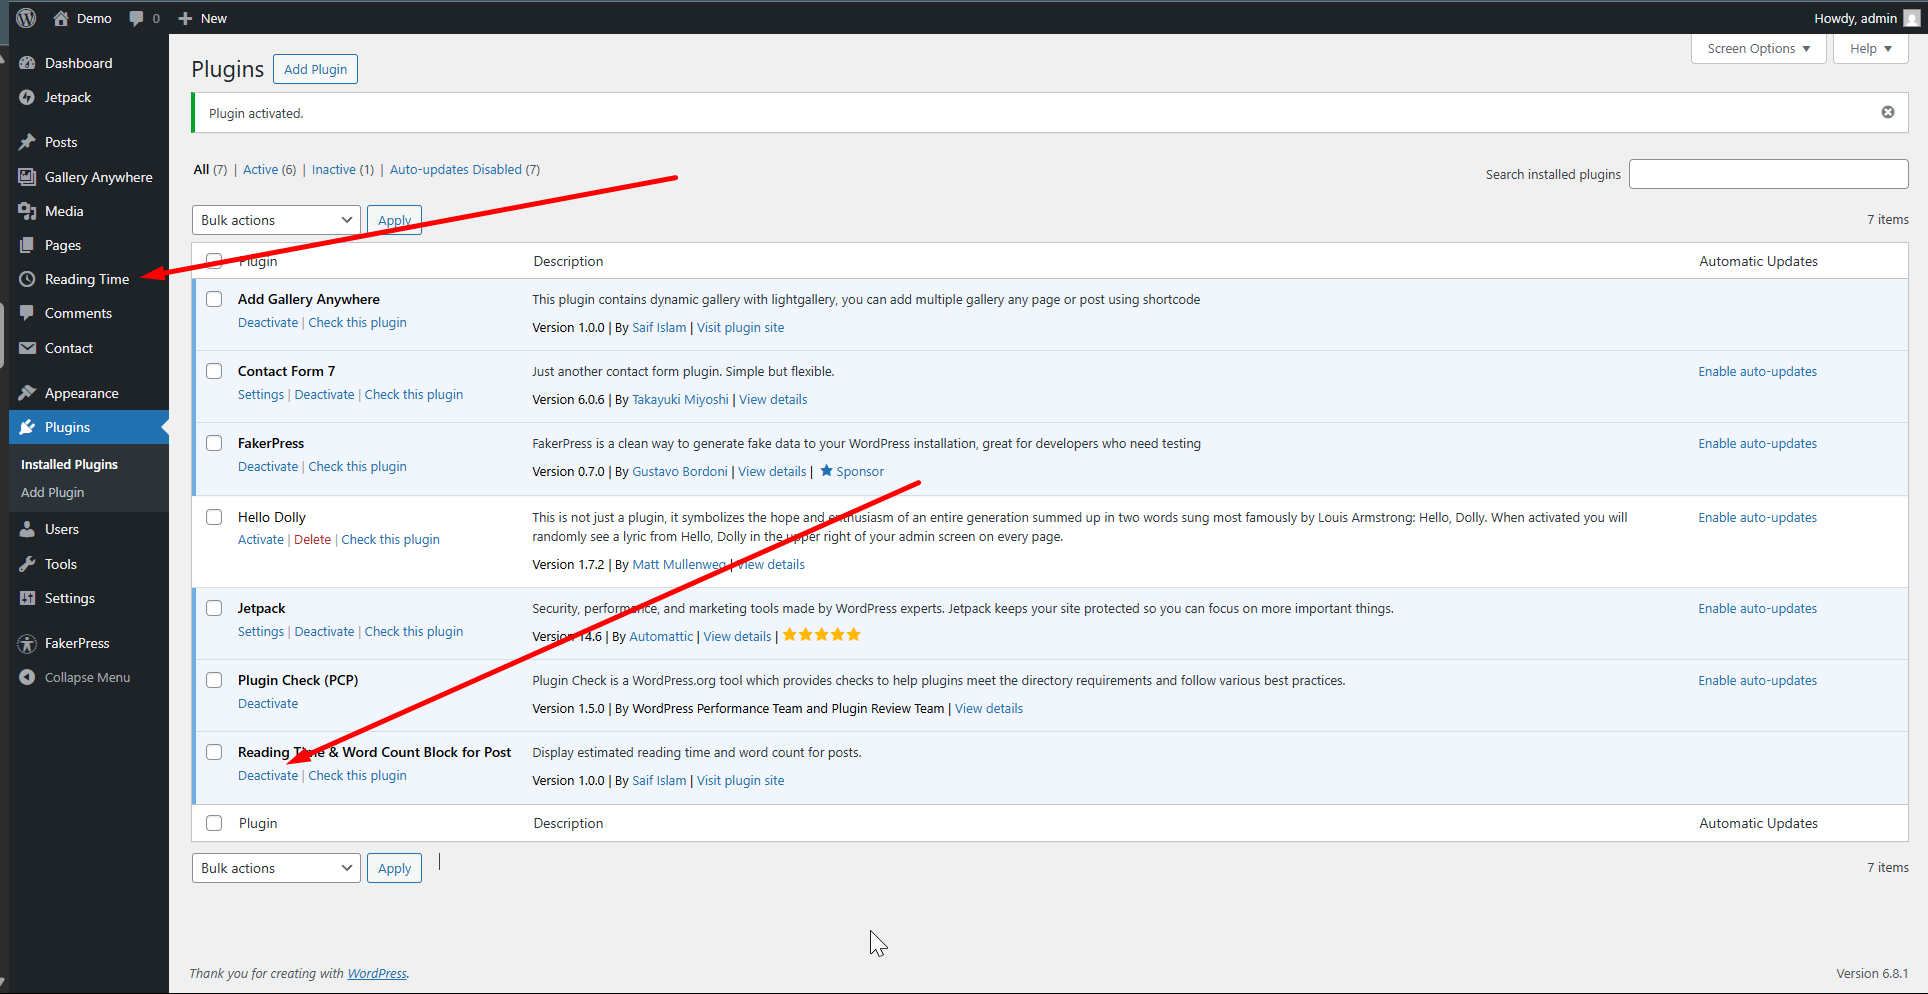 Demo 0 New Howdy, admin
Dashboard
Jetpack
Posts
Gallery Anywhere
Media
Pages
Reading Time
Comments
Contact
Appearance
Plugins
Installed Plugins
Add Plugin
Users
Tools
Settings
FakerPress
Collapse Menu
Screen Options Help
Plugins Add Plugin
Plugin activated.
All (7) | Active (6) | Inactive (1) | Auto-updates Disabled (7)
Search installed plugins
Bulk actions Apply
7 items
Plugin Description Automatic Updates
Add Gallery Anywhere
Deactivate | Check this plugin
This plugin contains dynamic gallery with lightgallery, you can add multiple gallery any page or post using shortcode
Version 1.0.0 | By Saif Islam | Visit plugin site
Contact Form 7
Settings | Deactivate | Check this plugin
Just another contact form plugin. Simple but flexible.
Version 6.0.6 | By Takayuki Miyoshi | View details
Enable auto-updates
FakerPress
Deactivate | Check this plugin
FakerPress is a clean way to generate fake data to your WordPress installation, great for developers who need testing
Version 0.7.0 | By Gustavo Bordoni | View details | Sponsor
Enable auto-updates
Hello Dolly
Activate | Delete | Check this plugin
This is not just a plugin, it symbolizes the hope and enthusiasm of an entire generation summed up in two words sung most famously by Louis Armstrong: Hello, Dolly. When activated you will
randomly see a lyric from Hello, Dolly in the upper right of your admin screen on every page.
Version 1.7.2 | By Matt Mullenweg | View details
Enable auto-updates
Jetpack
Settings | Deactivate | Check this plugin
Security, performance, and marketing tools made by WordPress experts. Jetpack keeps your site protected so you can focus on more important things.
Version 14.6 | By Automattic | View details |
Enable auto-updates
Plugin Check (PCP)
Deactivate
Plugin Check is a WordPress.org tool which provides checks to help plugins meet the directory requirements and follow various best practices.
Version 1.5.0 | By WordPress Performance Team and Plugin Review Team | View details
Enable auto-updates
Reading Time & Word Count Block for Post
Deactivate | Check this plugin
Display estimated reading time and word count for posts.
Version 1.0.0 | By Saif Islam | Visit plugin site
Plugin Description Automatic Updates
Bulk actions Apply
7 items
Thank you for creating with WordPress.
Version 6.8.1